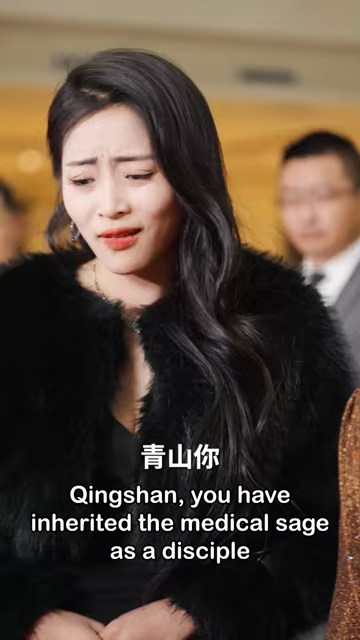 青山你
Qingshan, you have
inherited the medical sage
as a disciple